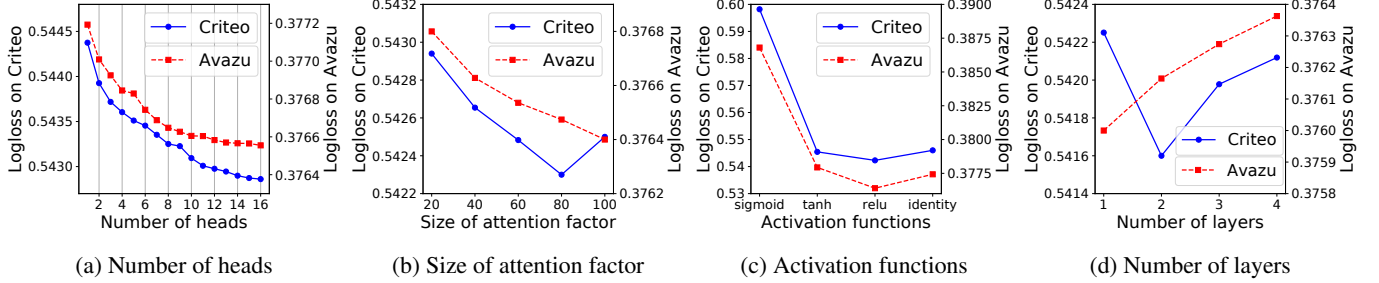 Logloss on Criteo
0.5445
0.5440
0.5435
0.5430
Criteo
Avazu
0.3772
0.3770
0.3768
0.3766
0.3764
Logloss on Avazu
2 4 6 8 10 12 14 16
Number of heads
(a) Number of heads
Logloss on Criteo
0.5432
0.5430
0.5428
0.5426
0.5424
0.5422
Criteo
Avazu
0.3768
0.3766
0.3764
0.3762
Logloss on Avazu
20 40 60 80 100
Size of attention factor
(b) Size of attention factor
Logloss on Criteo
0.60
0.59
0.58
0.57
0.56
0.55
0.54
0.53
Criteo
Avazu
0.3900
0.3875
0.3850
0.3825
0.3800
0.3775
Logloss on Avazu
sigmoid tanh relu identity
Activation functions
(c) Activation functions
Logloss on Criteo
0.5424
0.5422
0.5420
0.5418
0.5416
0.5414
Criteo
Avazu
0.3764
0.3763
0.3762
0.3761
0.3760
0.3759
0.3758
Logloss on Avazu
1 2 3 4
Number of layers
(d) Number of layers